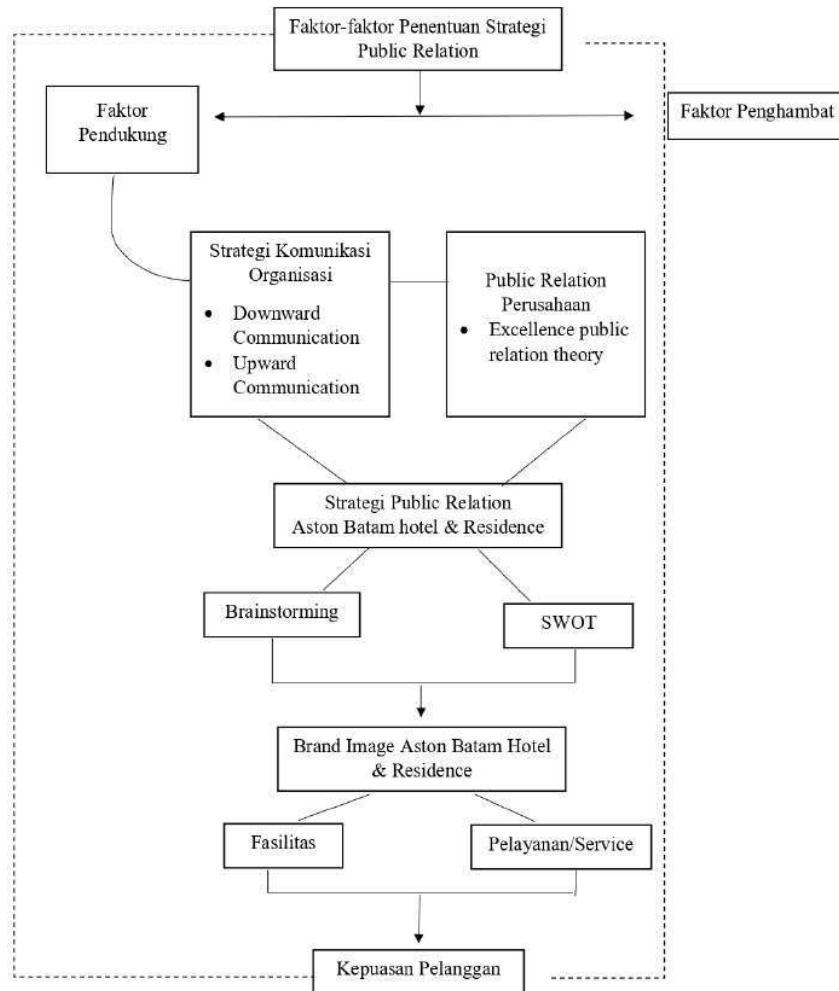 Faktor-faktor Penentuan Strategi
Public Relation
Faktor
Pendukung
Faktor Penghambat
Strategi Komunikasi
Organisasi
• Downward
Communication
• Upward
Communication
Public Relation
Perusahaan
• Excellence public
relation theory
Strategi Public Relation
Aston Batam hotel & Residence
Brainstorming
SWOT
Brand Image Aston Batam Hotel
& Residence
Fasilitas
Pelayanan/Service
Kepuasan Pelanggan